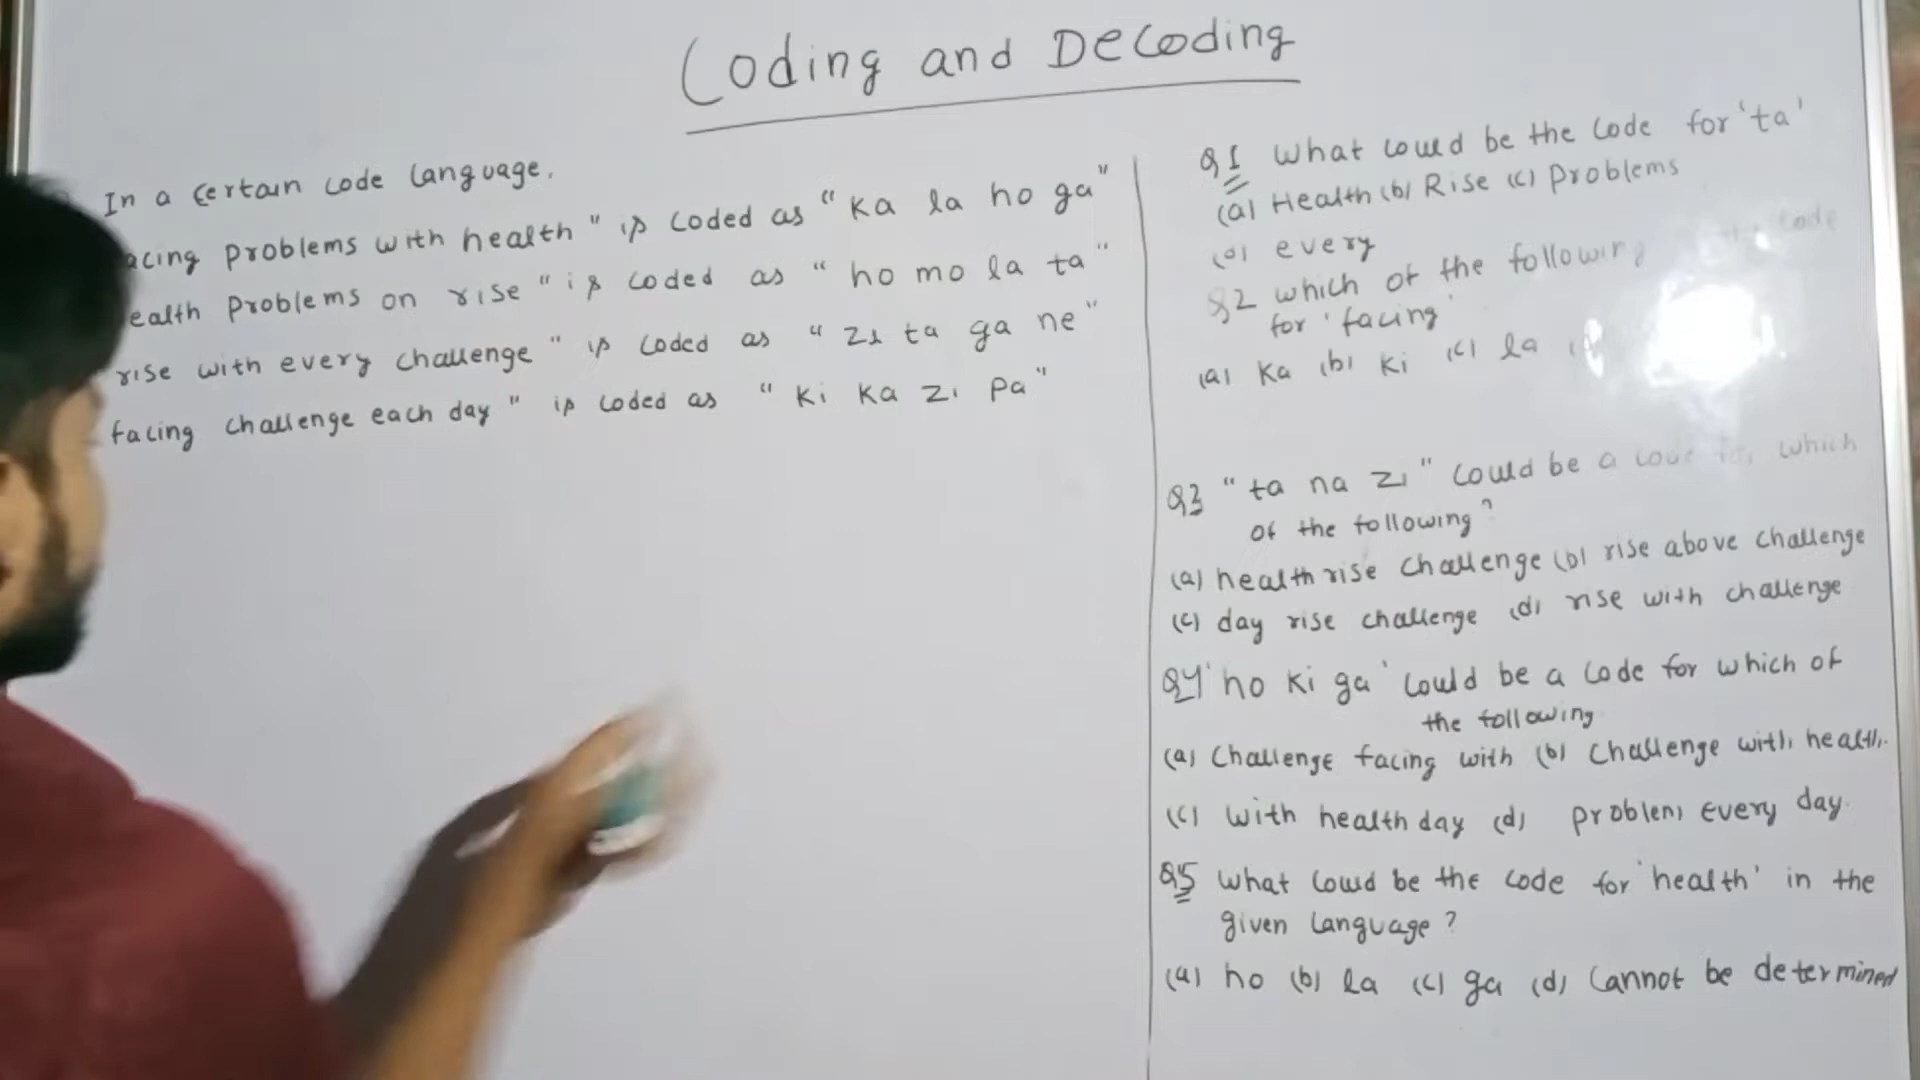 Coding and Decoding
In a certain code language.
acing problems with health" is coded as "ka la ho ga"
ealth problems on rise "is coded as "ho mo la ta"
rise with every challenge" is coded as "zi ta ga ne"
facing challenge each day" is coded as "ki ka zi pa"
Q1 What could be the code for 'ta'
(a) Health (b) Rise (c) problems
(d) every
Q2 which of the following code
for 'facing'
(a) ka (b) ki (c) la
Q3 "ta na zi" could be a code for which
of the following?
(a) health rise challenge (b) rise above challenge
(c) day rise challenge (d) rise with challenge
Q4 'ho ki ga' could be a code for which of
the following
(a) Challenge facing with (b) Challenge with health.
(c) with health day (d) problems every day.
Q5 What could be the code for 'health' in the
given language?
(a) ho (b) la (c) ga (d) Cannot be determined